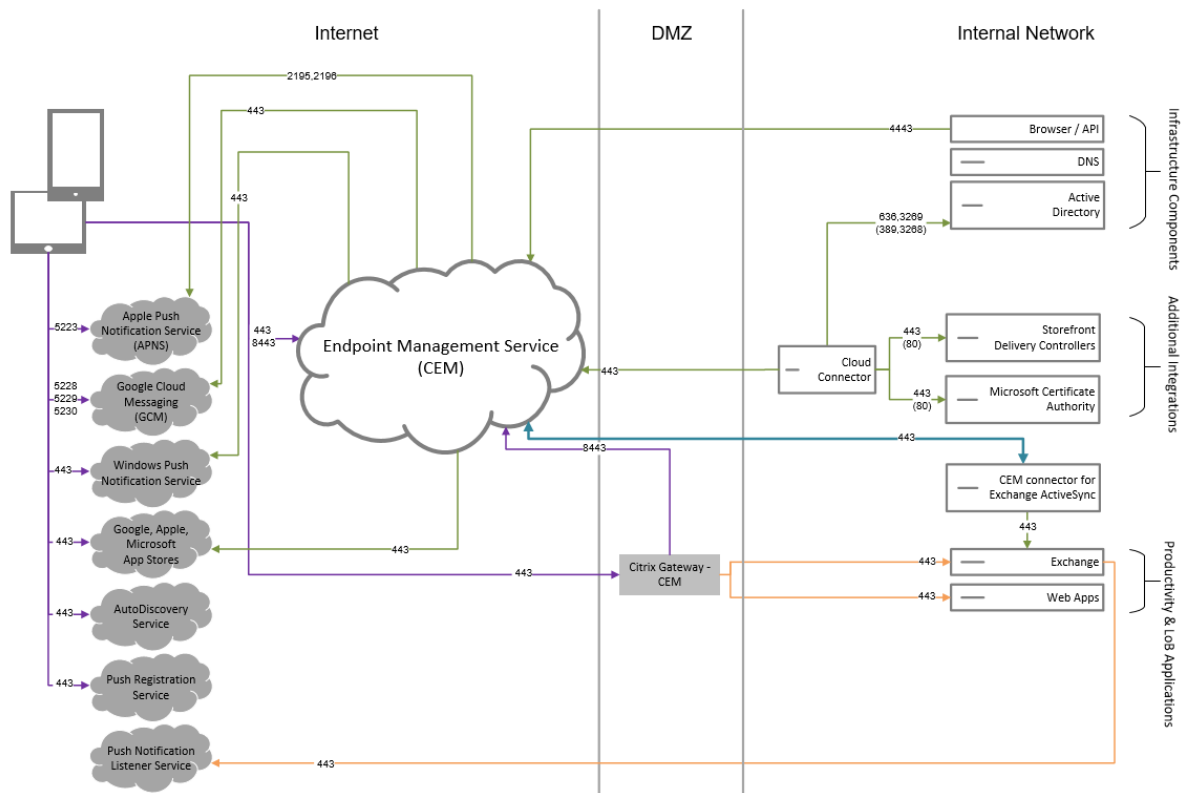 Internet
DMZ
Internal Network
2195,2196
443
443
4443
Browser / API
DNS
Active
Directory
636,3269
(389,3268)
Infrastructure Components
5223
Apple Push
Notification Service
(APNS)
443
8443
Endpoint Management Service
(CEM)
443
Cloud
Connector
443
(80)
Storefront
Delivery Controllers
443
(80)
Microsoft Certificate
Authority
Additional Integrations
5228
5229
5230
Google Cloud
Messaging
(GCM)
8443
443
443
Windows Push
Notification Service
CEM connector for
Exchange ActiveSync
443
443
Google, Apple,
Microsoft
App Stores
443
443
Citrix Gateway -
CEM
443
Exchange
443
Web Apps
Productivity & LoB Applications
443
AutoDiscovery
Service
443
Push Registration
Service
Push Notification
Listener Service
443